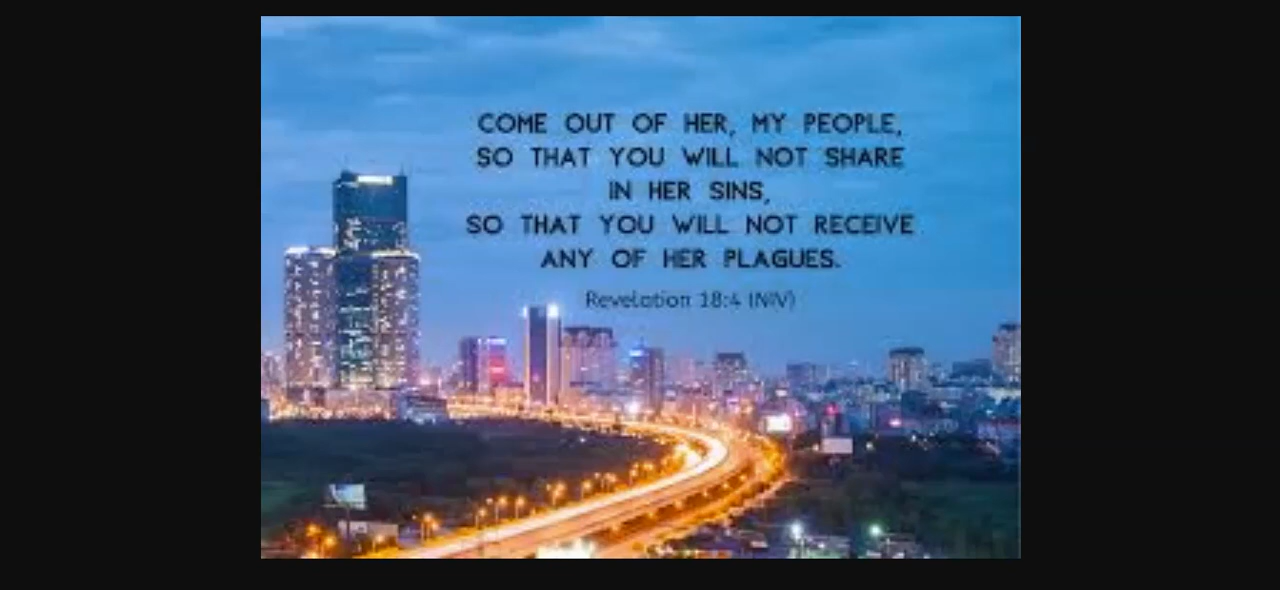 COME OUT OF HER, MY PEOPLE,
SO THAT YOU WILL NOT SHARE
IN HER SINS,
SO THAT YOU WILL NOT RECEIVE
ANY OF HER PLAGUES.
Revelation 18:4 (NIV)